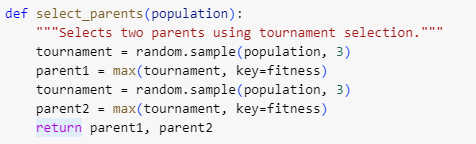 def select_parents(population):
    """Selects two parents using tournament selection."""
    tournament = random.sample(population, 3)
    parent1 = max(tournament, key=fitness)
    tournament = random.sample(population, 3)
    parent2 = max(tournament, key=fitness)
    return parent1, parent2